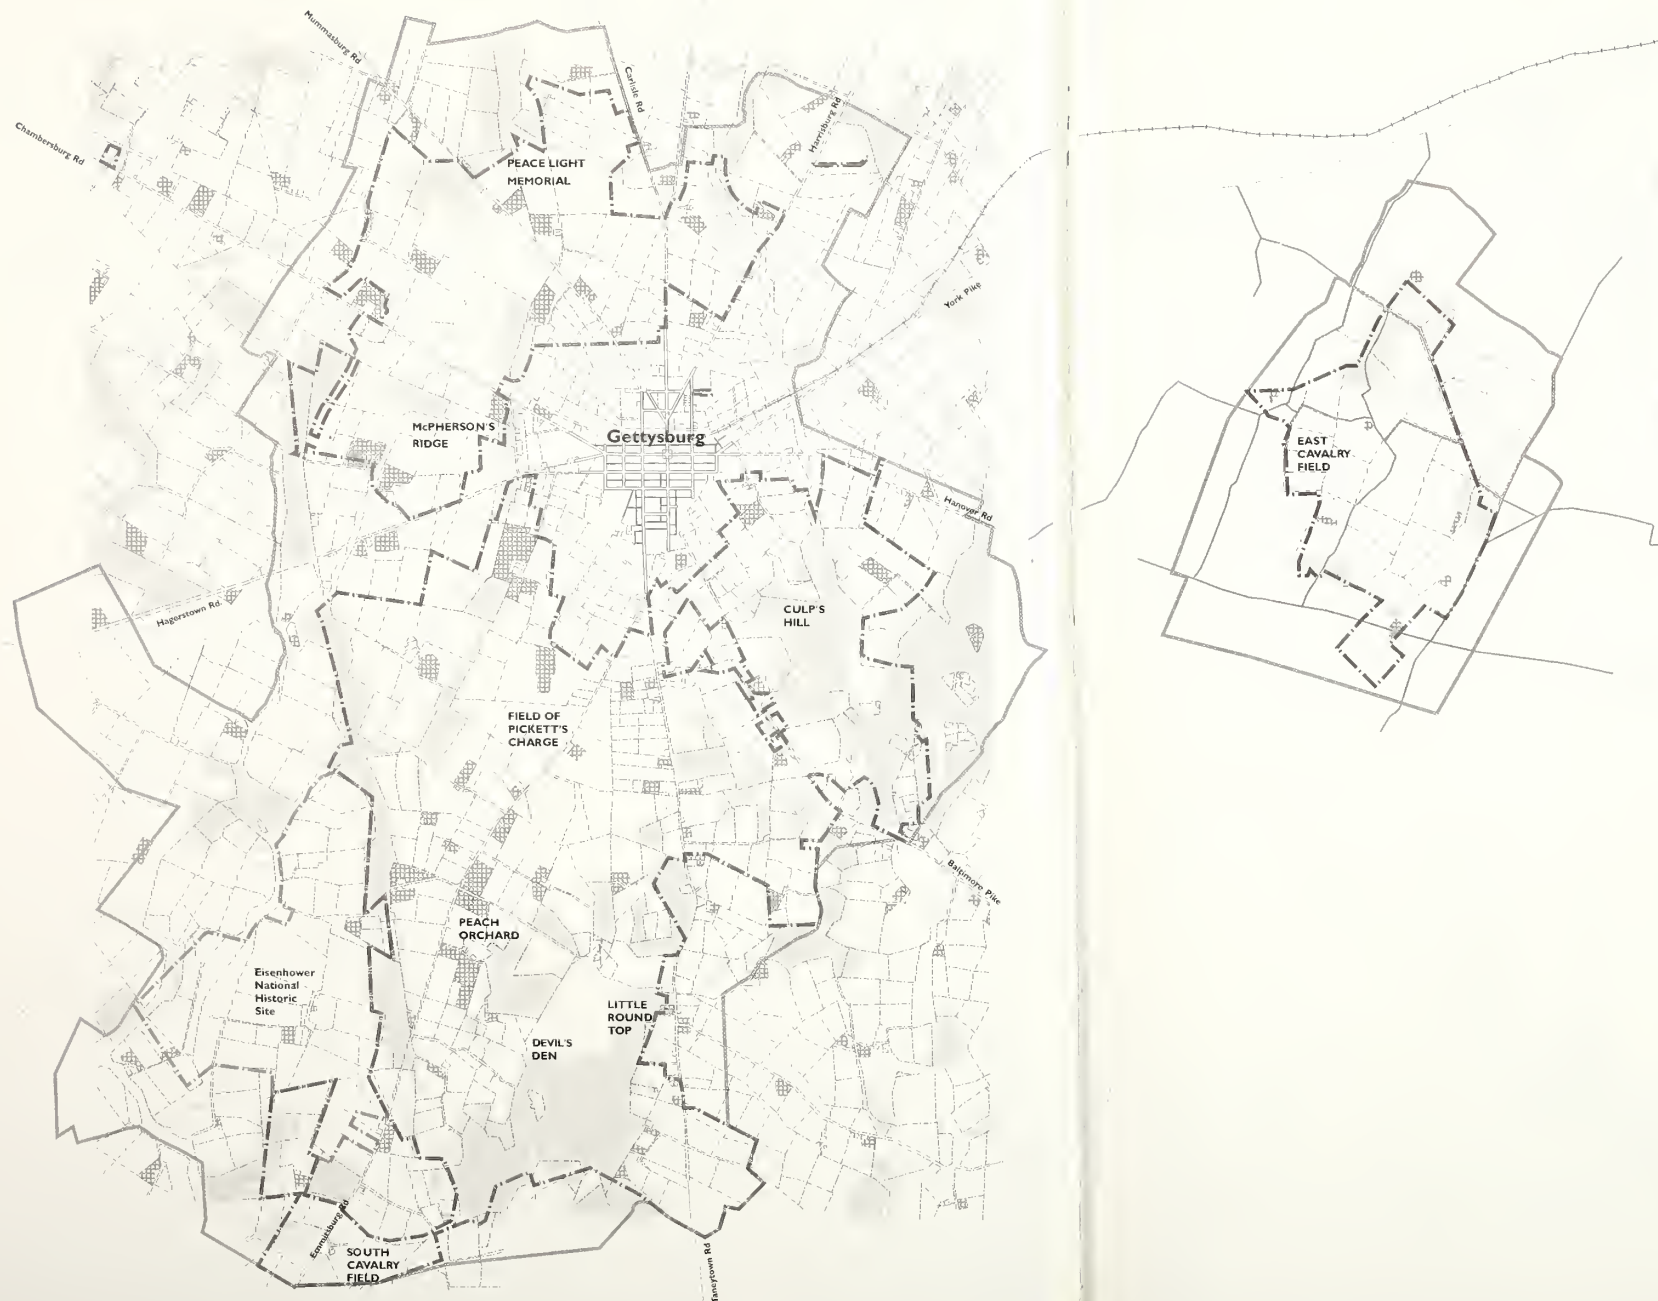 Mummasburg Rd
Carlisle Rd
Harrisburg Rd
Chambersburg Rd
PEACE LIGHT
MEMORIAL
York Pike
McPHERSON'S
RIDGE
Gettysburg
EAST
CAVALRY
FIELD
Hanover Rd
Hagerstown Rd
CULP'S
HILL
FIELD OF
PICKETT'S
CHARGE
Baltimore Pike
PEACH
ORCHARD
Eisenhower
National
Historic
Site
LITTLE
ROUND
TOP
DEVIL'S
DEN
Emmitsburg Rd
SOUTH
CAVALRY
FIELD
Taneytown Rd